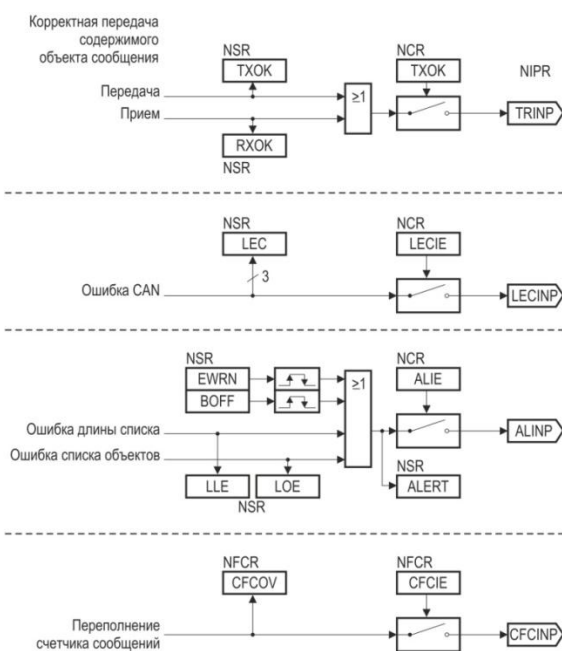 Корректная передача
содержимого
объекта сообщения
NSR
TXOK
NCR
TXOK
NIPR
Передача
Прием
≥1
TRINP
RXOK
NSR
NSR
LEC
NCR
LECIE
3
Ошибка CAN
LECINP
NSR
EWRN
BOFF
≥1
NCR
ALIE
Ошибка длины списка
Ошибка списка объектов
ALINP
LLE
LOE
NSR
NSR
ALERT
NFCR
CFCOV
NFCR
CFCIE
Переполнение
счетчика сообщений
CFCINP